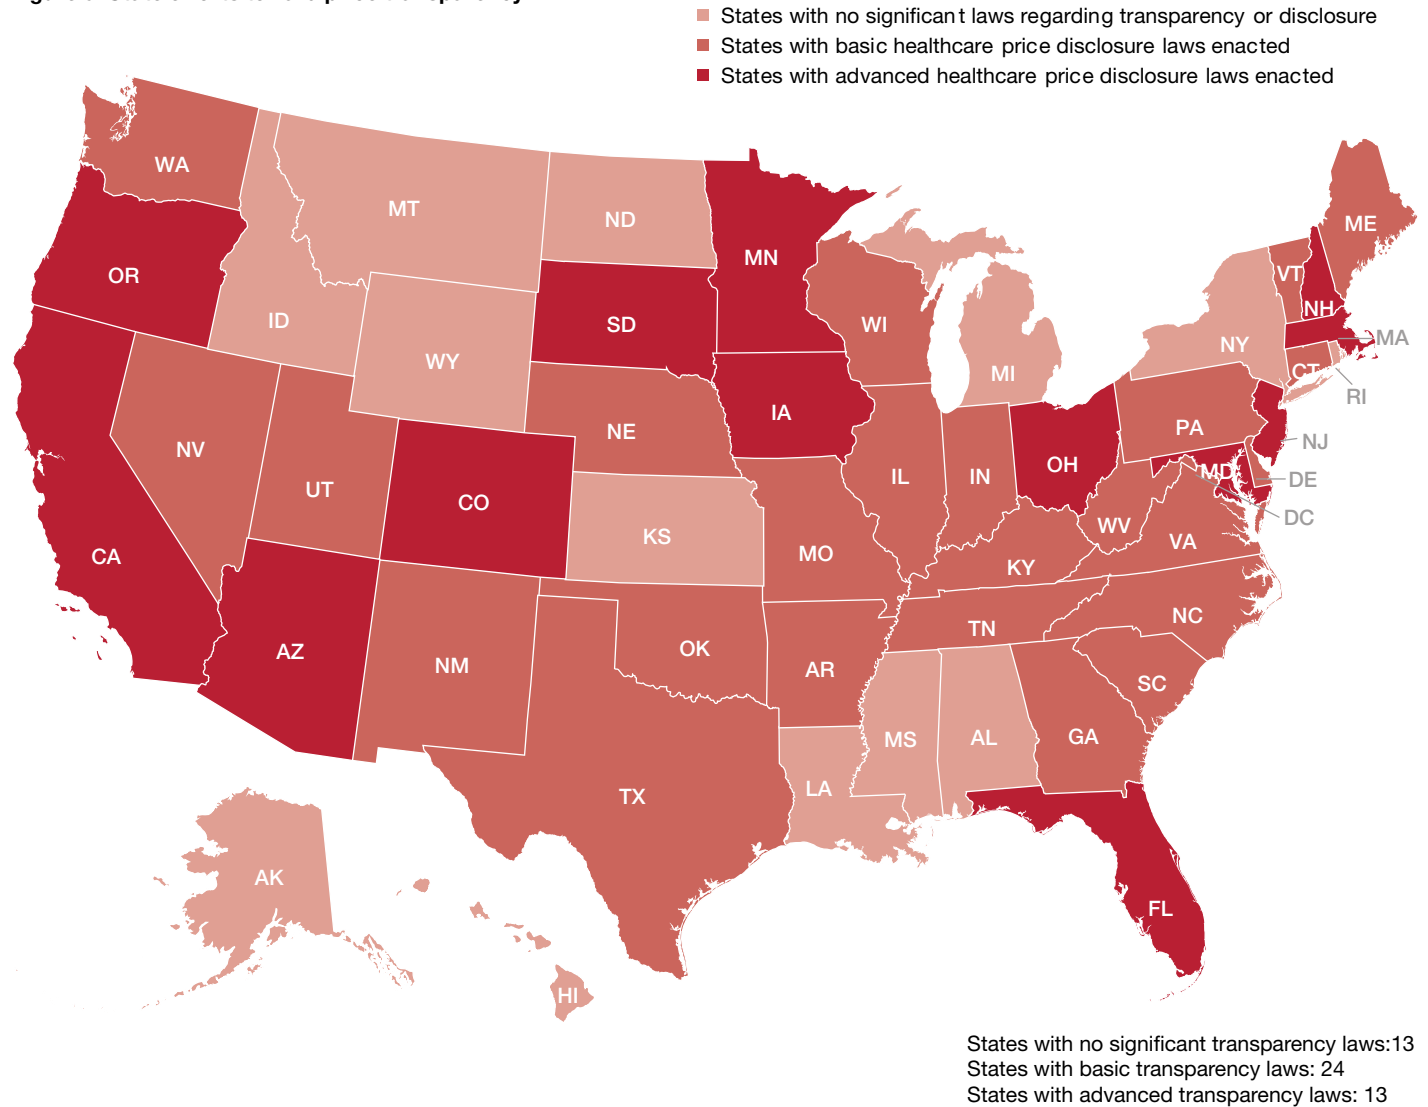 States with no significant laws regarding transparency or disclosure
States with basic healthcare price disclosure laws enacted
States with advanced healthcare price disclosure laws enacted
WA
MT
ND
MN
ME
OR
ID
SD
WI
VT
NH
WY
MI
NY
MA
CT
RI
IA
NE
PA
NJ
NV
UT
CO
IL
IN
OH
MD
DE
DC
CA
KS
MO
WV
VA
KY
AZ
NM
OK
AR
TN
NC
SC
MS
AL
GA
TX
LA
AK
FL
HI
States with no significant transparency laws:13
States with basic transparency laws: 24
States with advanced transparency laws: 13